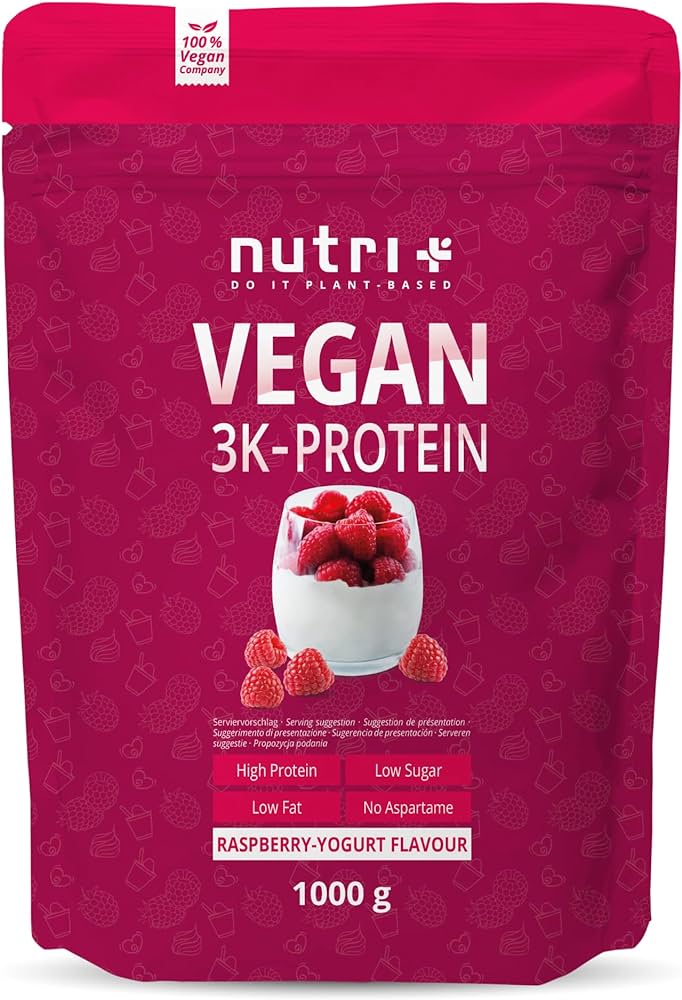 100 %
Vegan
Company
nutri+
DO IT PLANT-BASED
VEGAN
3K-PROTEIN
Serviervorschlag · Serving suggestion · Suggestion de présentation ·
Suggerimento di presentazione · Sugerencia de presentación · Serveren
suggestie · Propozycja podania
High Protein
Low Sugar
Low Fat
No Aspartame
RASPBERRY-YOGURT FLAVOUR
1000 g